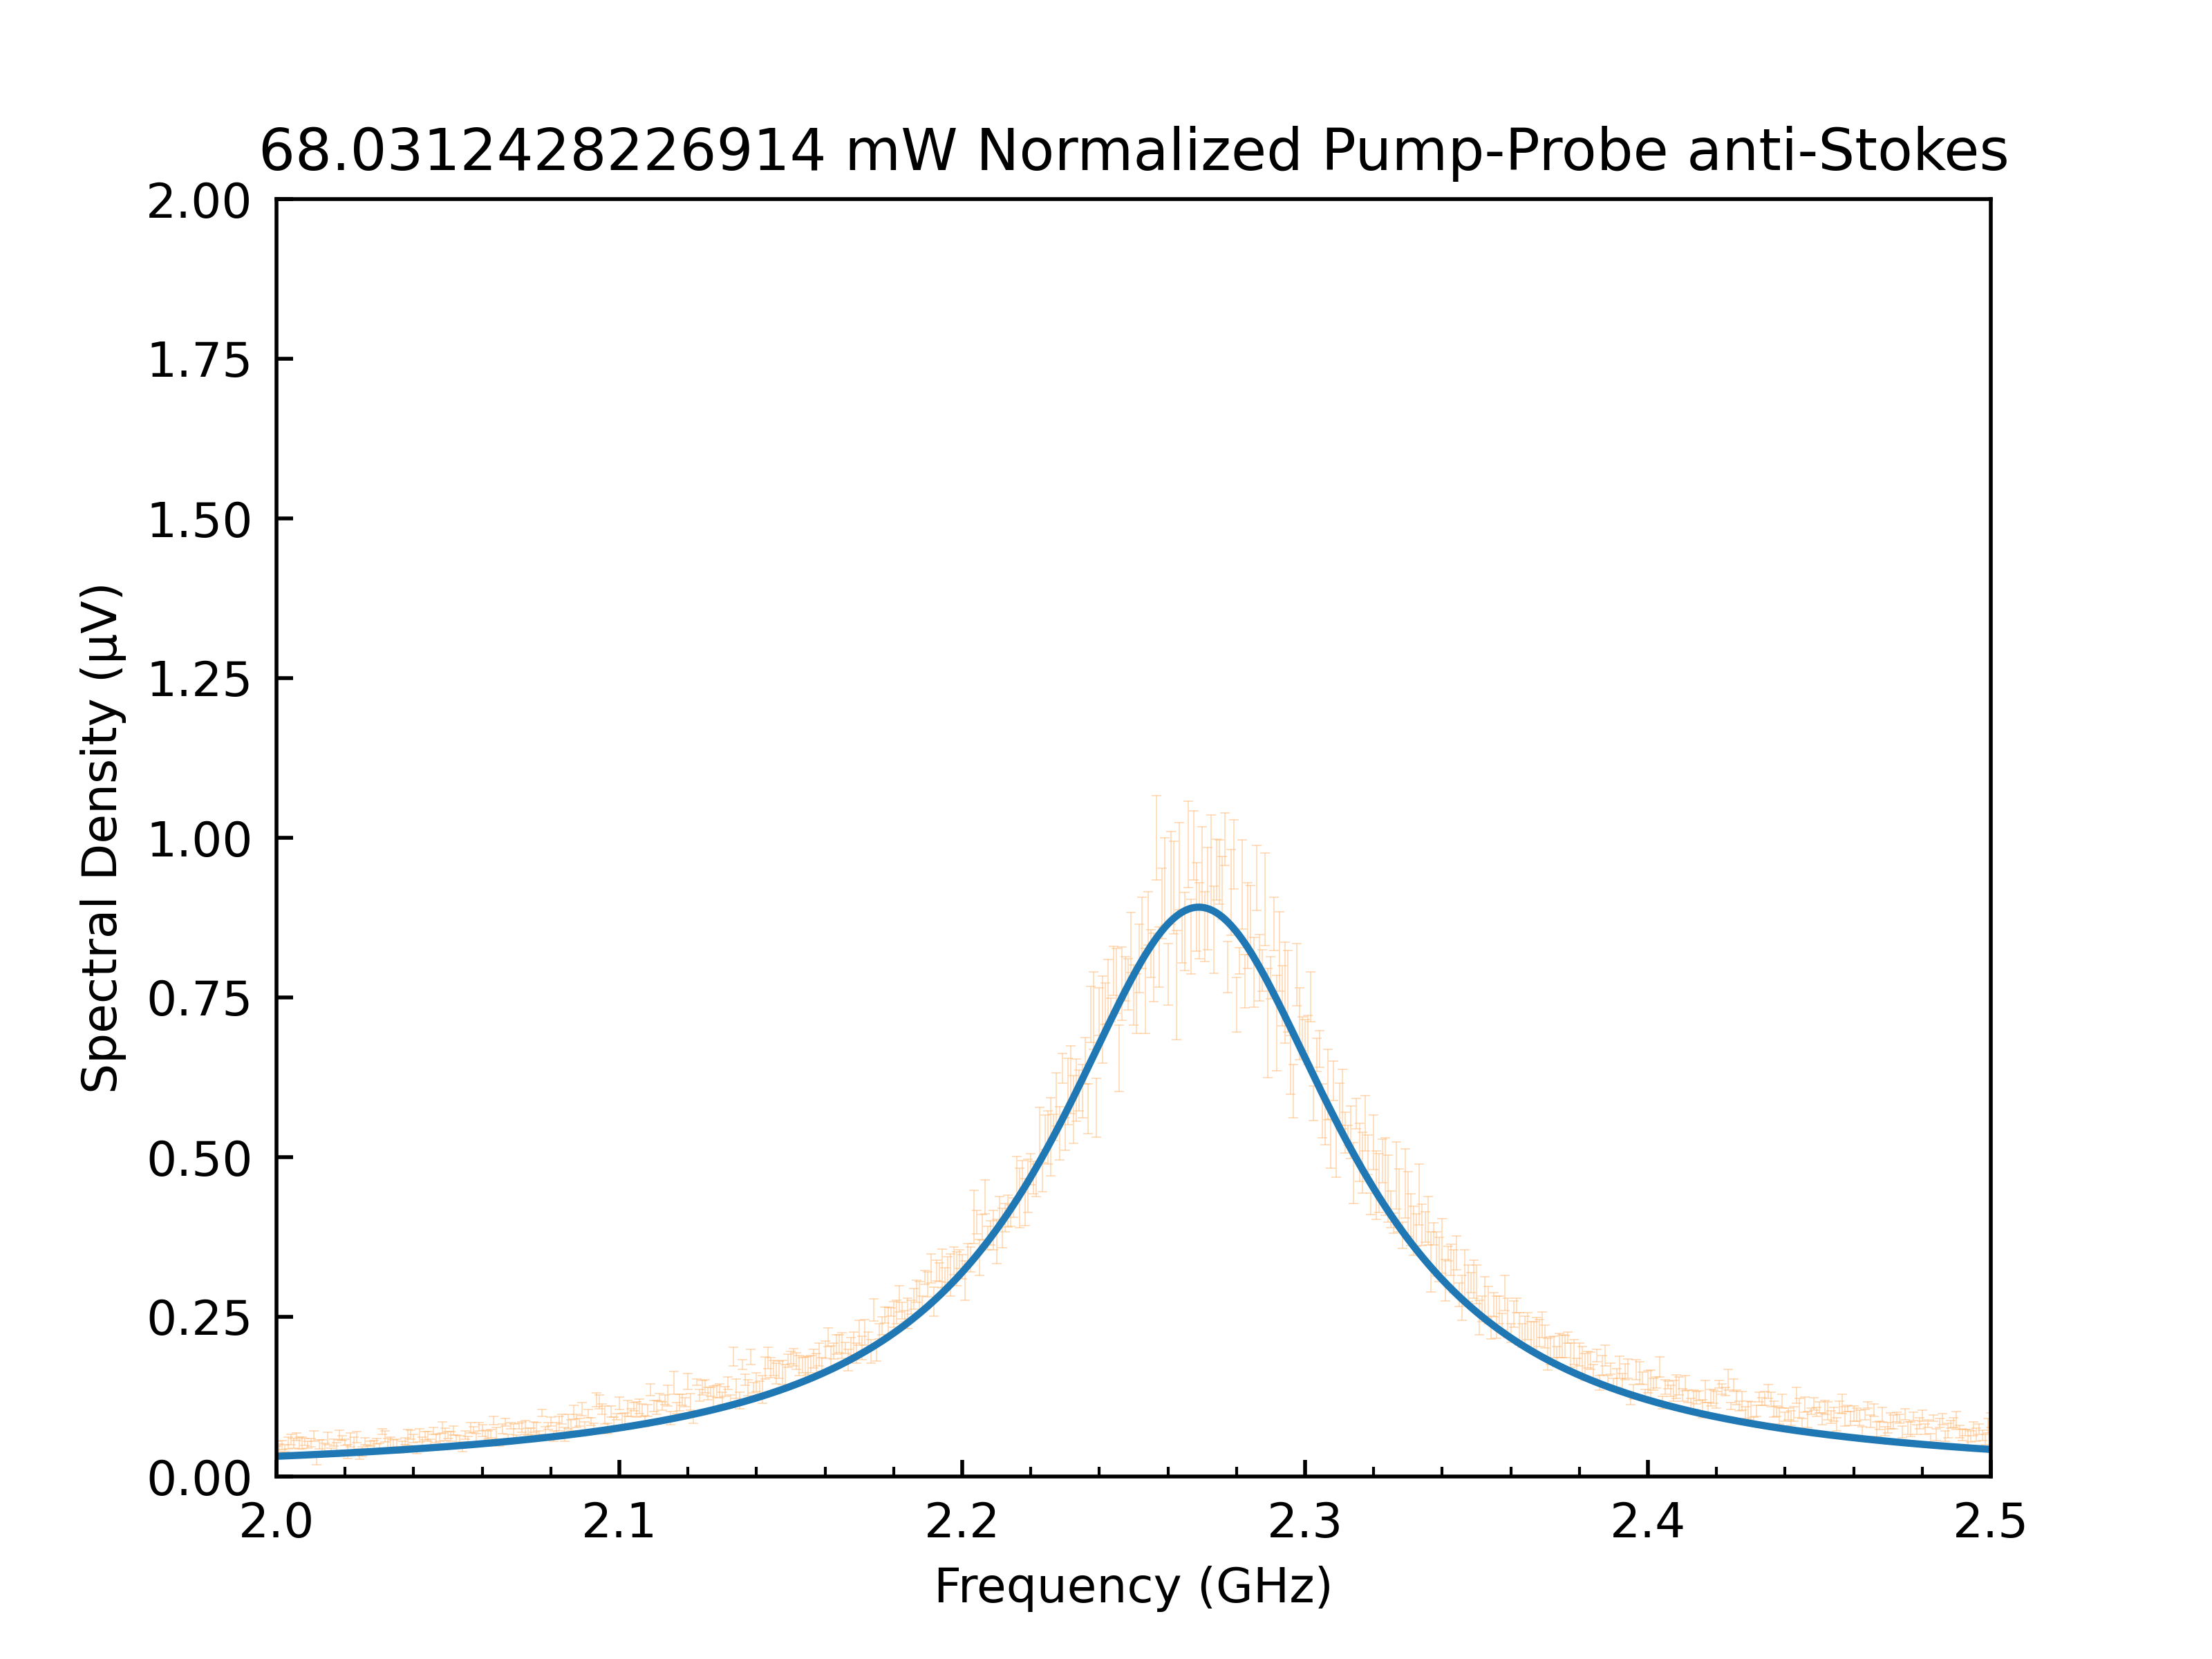 68.0312428226914 mW Normalized Pump-Probe anti-Stokes
2.00
1.75
1.50
1.25
1.00
0.75
0.50
0.25
0.00
Spectral Density (µV)
2.0 2.1 2.2 2.3 2.4 2.5
Frequency (GHz)